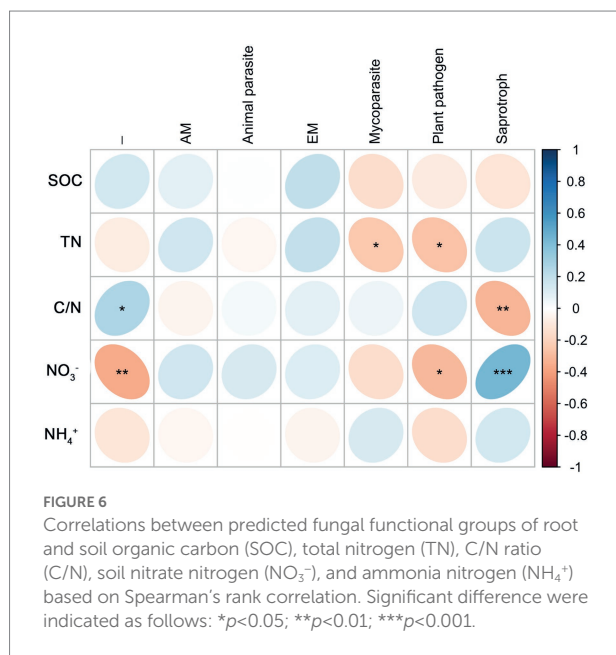 –
AM
Animal parasite
EM
Mycoparasite
Plant pathogen
Saprotroph
SOC
TN * *
C/N * **
NO₃⁻ ** * ***
NH₄⁺
1
0.8
0.6
0.4
0.2
0
-0.2
-0.4
-0.6
-0.8
-1
FIGURE 6
Correlations between predicted fungal functional groups of root
and soil organic carbon (SOC), total nitrogen (TN), C/N ratio
(C/N), soil nitrate nitrogen (NO₃⁻), and ammonia nitrogen (NH₄⁺)
based on Spearman's rank correlation. Significant difference were
indicated as follows: *p<0.05; **p<0.01; ***p<0.001.